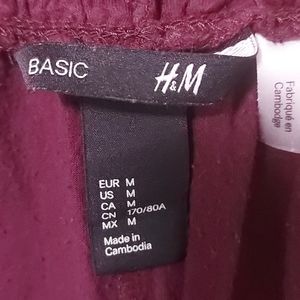 BASIC H&M
EUR M
US M
CA M
CN 170/80A
MX M
Made in
Cambodia
Fabriqué en
Cambodge